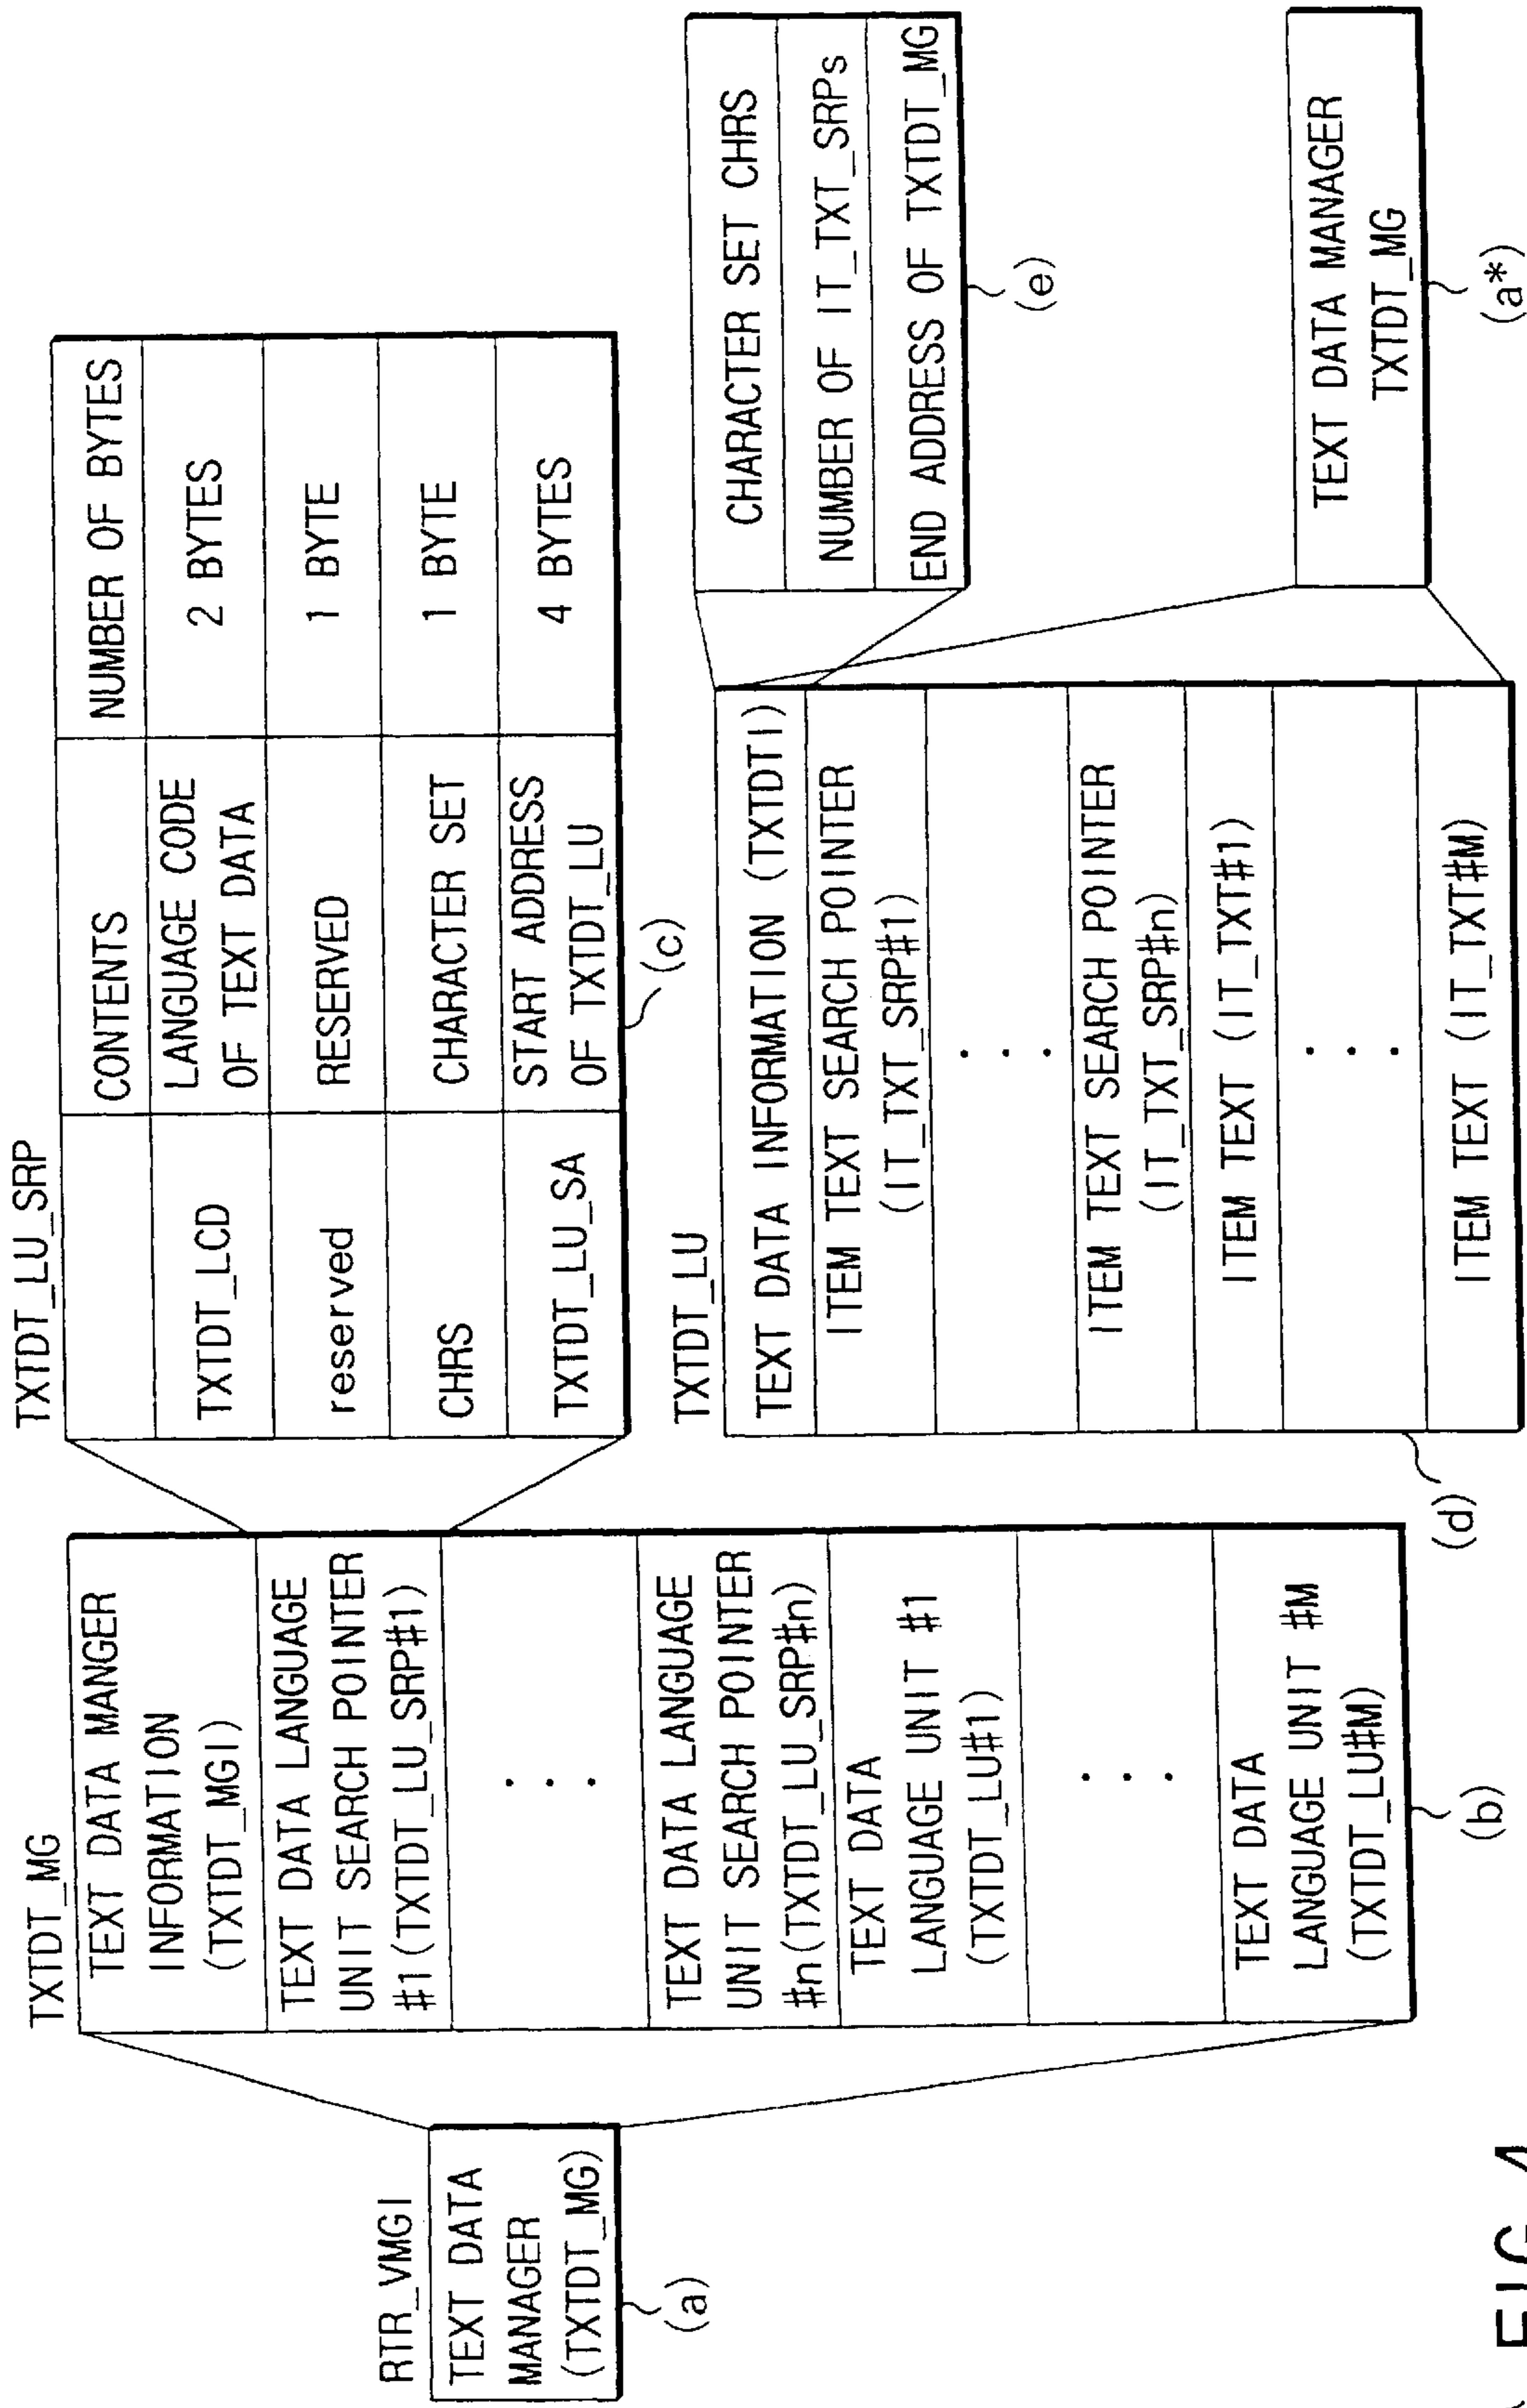 RTR_VMGI
TEXT DATA
MANAGER
(TXTDT_MG)
(a)
TXTDT_MG
TEXT DATA MANGER
INFORMATION
(TXTDT_MGI)
TEXT DATA LANGUAGE
UNIT SEARCH POINTER
#1(TXTDT_LU_SRP#1)
. . .
TEXT DATA LANGUAGE
UNIT SEARCH POINTER
#n(TXTDT_LU_SRP#n)
TEXT DATA
LANGUAGE UNIT #1
(TXTDT_LU#1)
. . .
TEXT DATA
LANGUAGE UNIT #M
(TXTDT_LU#M)
(b)
TXTDT_LU_SRP
CONTENTS NUMBER OF BYTES
TXTDT_LCD LANGUAGE CODE
OF TEXT DATA 2 BYTES
reserved RESERVED 1 BYTE
CHRS CHARACTER SET 1 BYTE
TXTDT_LU_SA START ADDRESS
OF TXTDT_LU 4 BYTES
(c)
TXTDT_LU
TEXT DATA INFORMATION (TXTDTI)
ITEM TEXT SEARCH POINTER
(IT_TXT_SRP#1)
. . .
ITEM TEXT SEARCH POINTER
(IT_TXT_SRP#n)
ITEM TEXT (IT_TXT#1)
. . .
ITEM TEXT (IT_TXT#M)
(d)
CHARACTER SET CHRS
NUMBER OF IT_TXT_SRPs
END ADDRESS OF TXTDT_MG
(e)
TEXT DATA MANAGER
TXTDT_MG
(a*)
FIG. 4